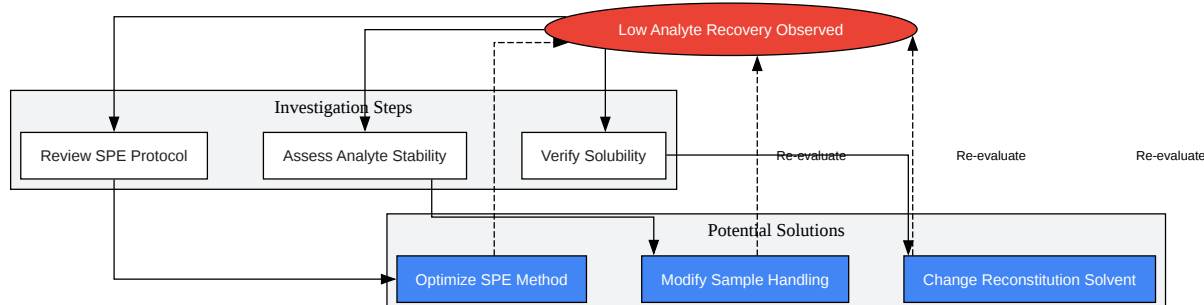 Low Analyte Recovery Observed
Investigation Steps
Review SPE Protocol
Assess Analyte Stability
Verify Solubility
Re-evaluate
Re-evaluate
Re-evaluate
Potential Solutions
Optimize SPE Method
Modify Sample Handling
Change Reconstitution Solvent